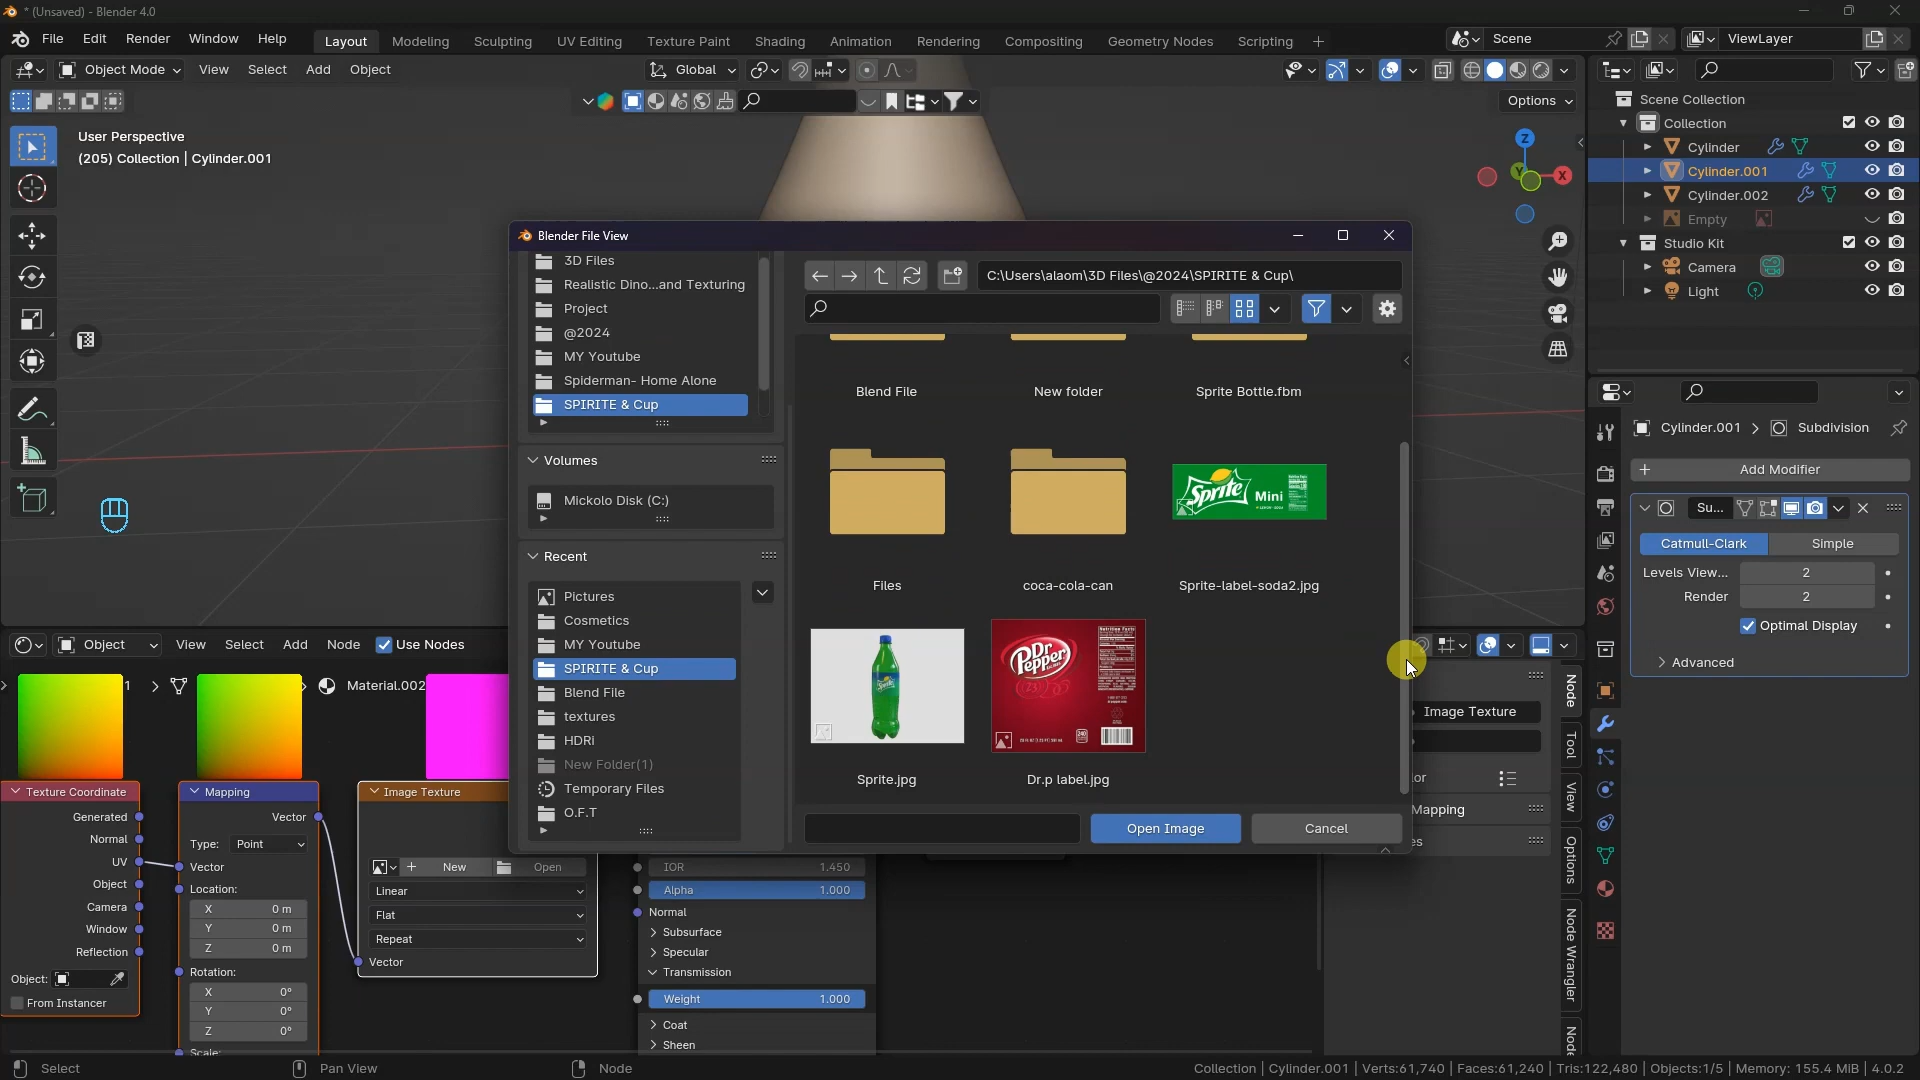 * (Unsaved) - Blender 4.0
File Edit Render Window Help
Layout Modeling Sculpting UV Editing Texture Paint Shading Animation Rendering Compositing Geometry Nodes Scripting +
Scene
ViewLayer
Object Mode View Select Add Object
Global
Options
User Perspective
(205) Collection | Cylinder.001
Z
Y
X
Scene Collection
Collection
Cylinder
Cylinder.001
Cylinder.002
Empty
Studio Kit
Camera
Light
Blender File View
3D Files
Realistic Dino...and Texturing
Project
@2024
MY Youtube
Spiderman- Home Alone
SPIRITE & Cup
Volumes
Mickolo Disk (C:)
Recent
Pictures
Cosmetics
MY Youtube
SPIRITE & Cup
Blend File
textures
HDRi
New Folder(1)
Temporary Files
O.F.T
C:\Users\alaom\3D Files\@2024\SPIRITE & Cup\
Blend File
New folder
Sprite Bottle.fbm
Sprite
Mini
Files
coca-cola-can
Sprite-label-soda2.jpg
Dr Pepper
23
Nutrition Facts
240
Sprite.jpg
Dr.p label.jpg
Open Image
Cancel
Cylinder.001 > Subdivision
Add Modifier
Su...
Catmull-Clark Simple
Levels View... 2
Render 2
Optimal Display
Advanced
Object View Select Add Node Use Nodes
1 > Material.002
Texture Coordinate
Generated
Normal
UV
Object
Camera
Window
Reflection
Object:
From Instancer
Mapping
Vector
Type: Point
Vector
Location:
X 0 m
Y 0 m
Z 0 m
Rotation:
X 0°
Y 0°
Z 0°
Scale:
Image Texture
New Open
Linear
Flat
Repeat
Vector
IOR 1.450
Alpha 1.000
Normal
Subsurface
Specular
Transmission
Weight 1.000
Coat
Sheen
Image Texture
or
Mapping
es
Node
Tool
View
Options
Node Wrangler
Node
Select Pan View Node
Collection | Cylinder.001 | Verts:61,740 | Faces:61,240 | Tris:122,480 | Objects:1/5 | Memory: 155.4 MiB | 4.0.2